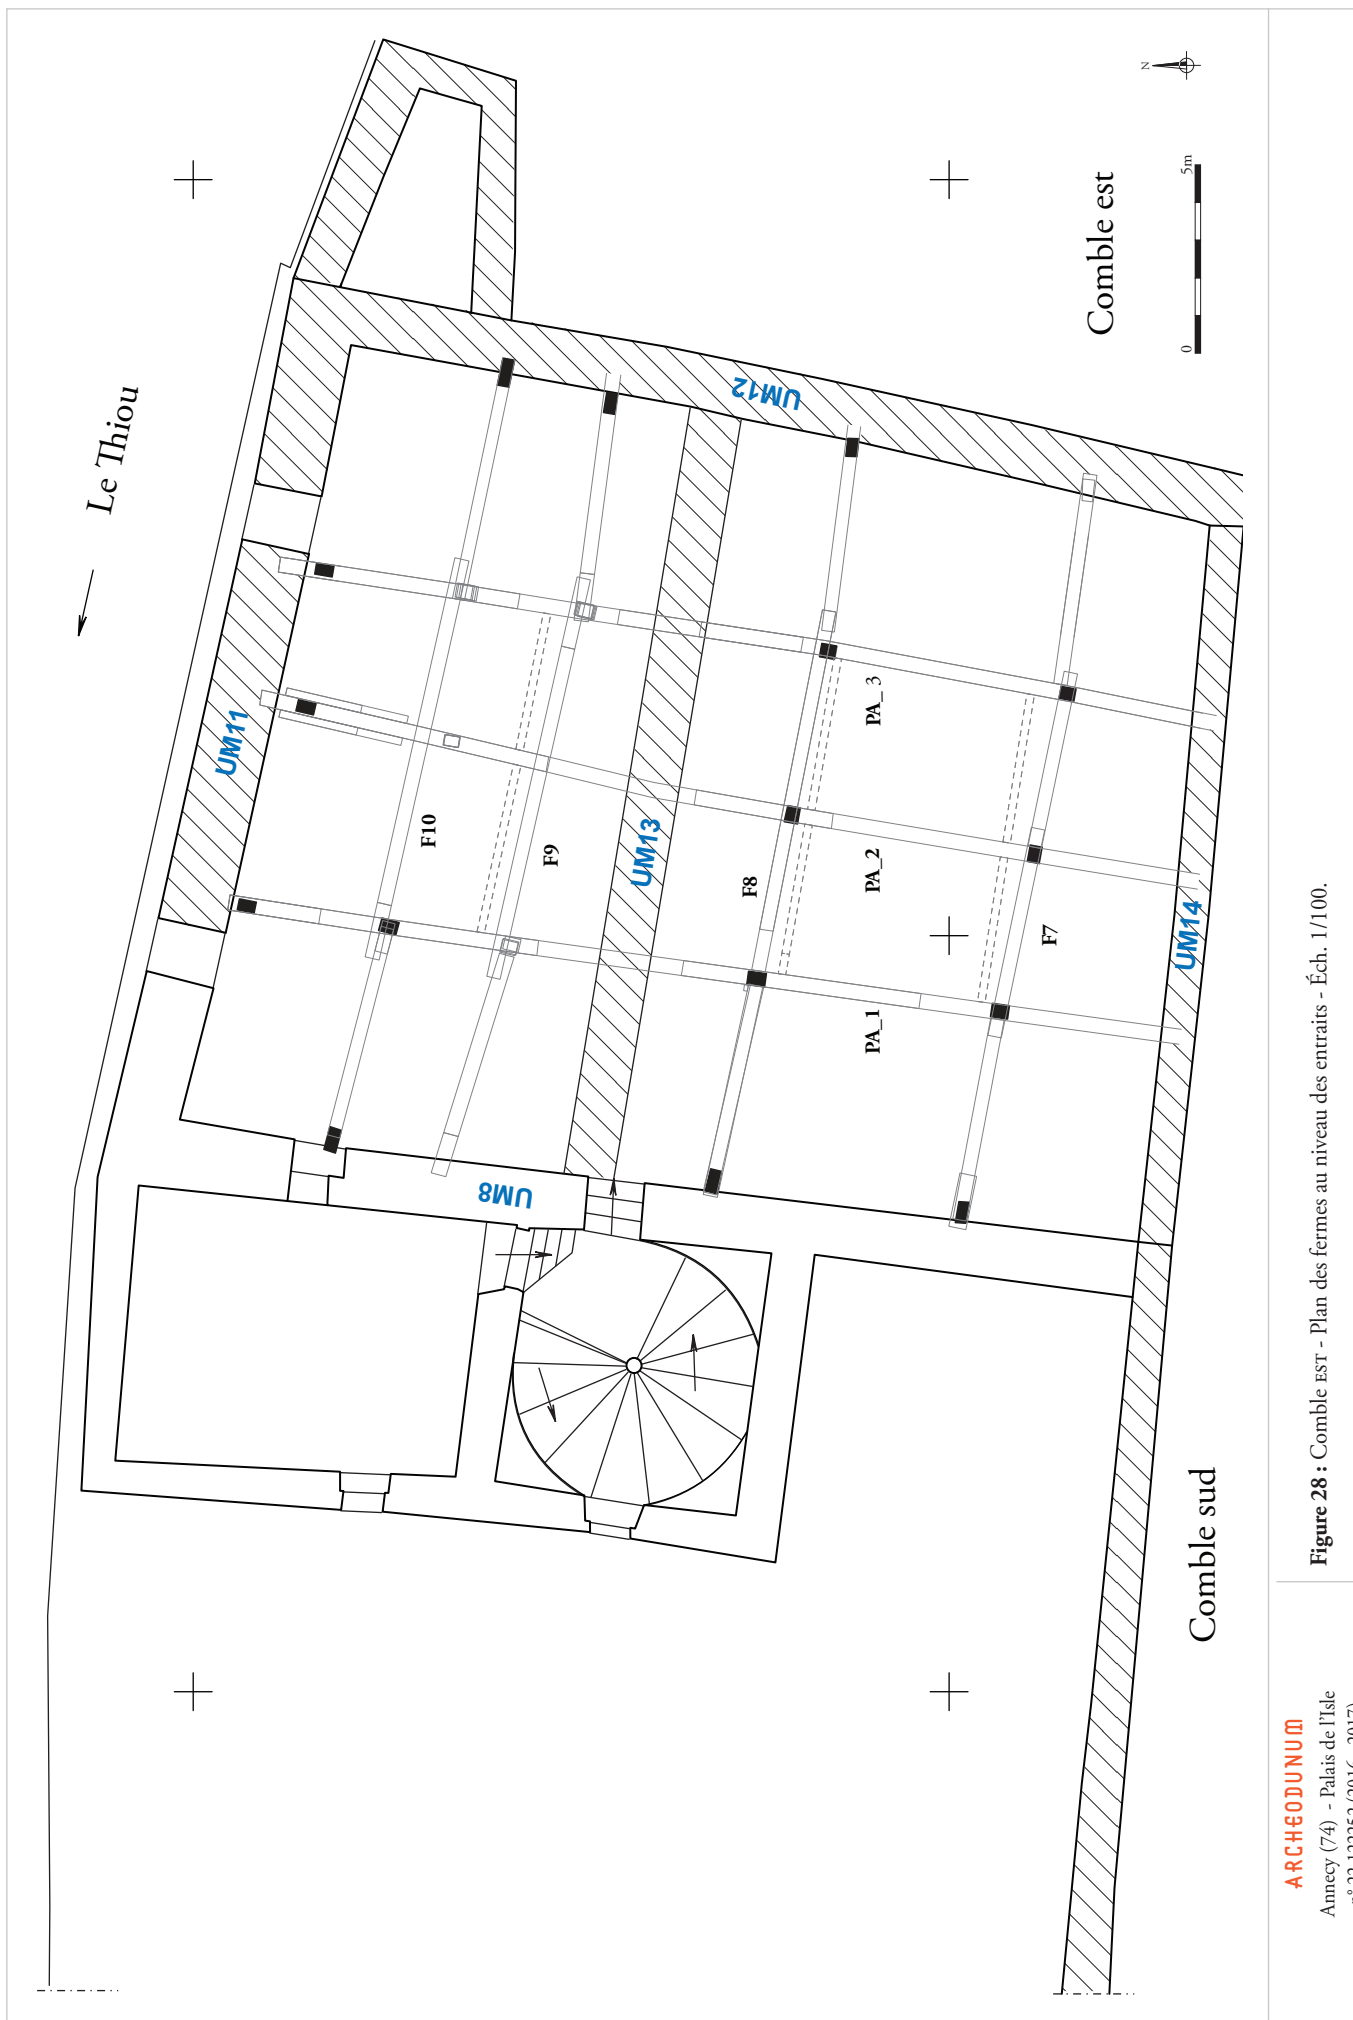 Le Thiou
N
UM11
UM12
F10
F9
UM13
F8
PA_3
PA_2
PA_1
F7
UM8
UM14
Comble est
0
5m
Comble sud
Figure 28 : Comble EST - Plan des fermes au niveau des entraits - Éch. 1/100.
ARCHEODUNUM
Annecy (74) - Palais de l'Isle